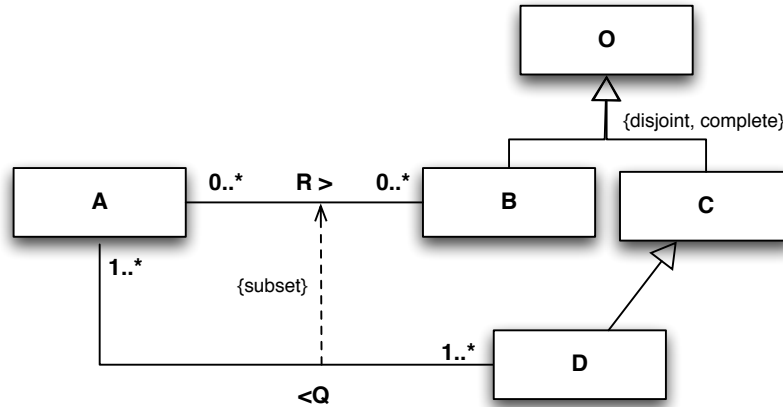 O
{disjoint, complete}
0..* R > 0..*
A
B
C
1..*
{subset}
1..*
D
<Q